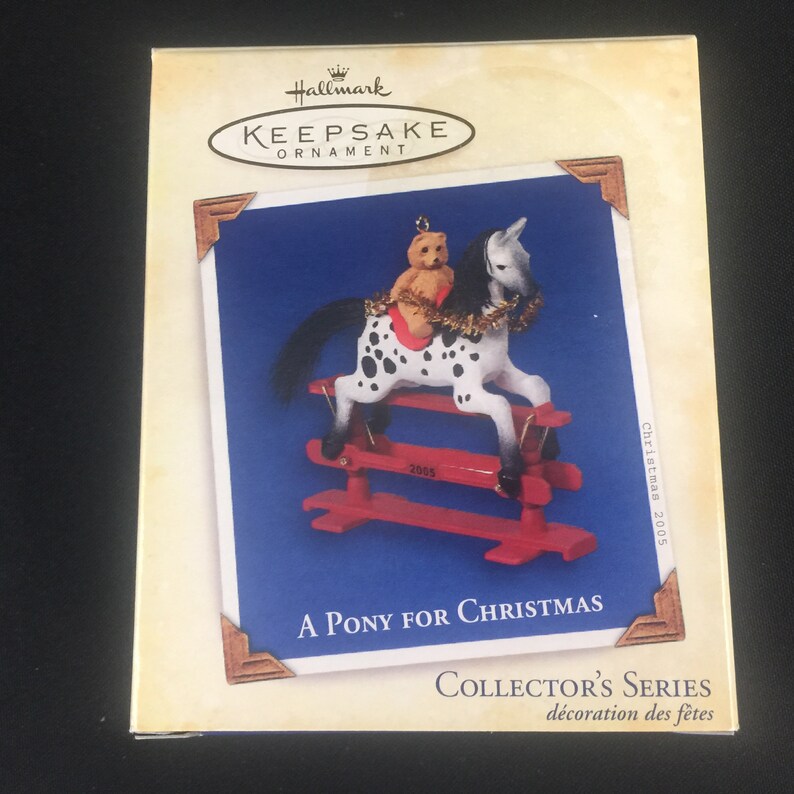 Hallmark
KEEPSAKE
ORNAMENT
2005
Christmas 2005
A PONY FOR CHRISTMAS
COLLECTOR'S SERIES
décoration des fêtes